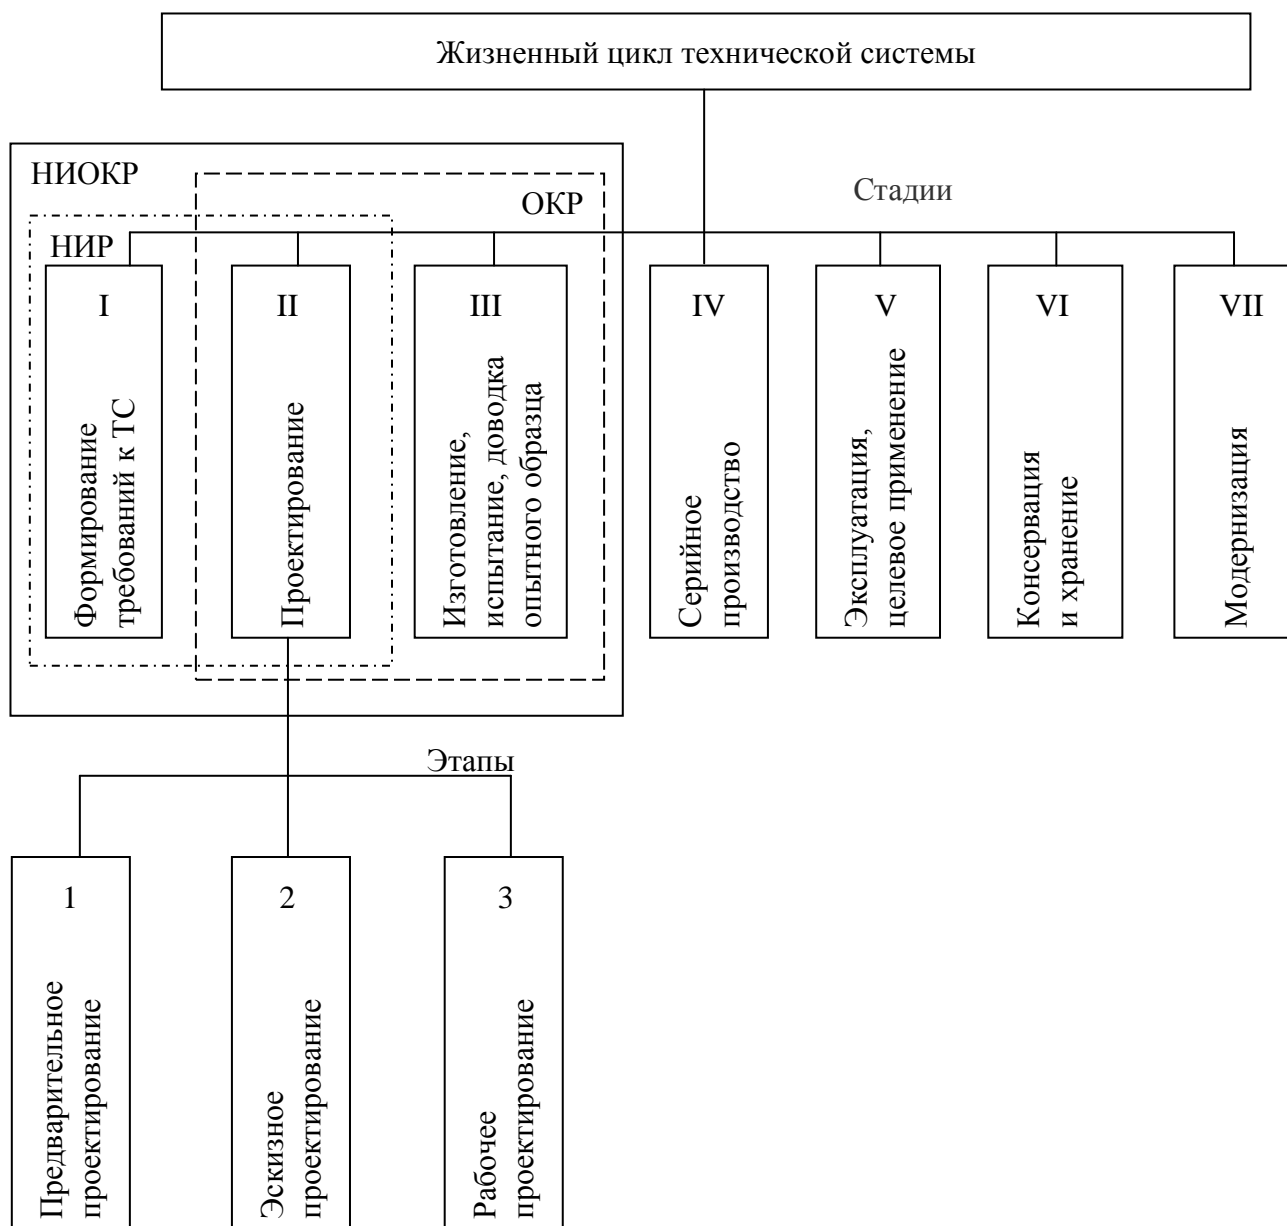 Жизненный цикл технической системы
НИОКР
ОКР
Стадии
НИР
I
Формирование
требований к ТС
II
Проектирование
III
Изготовление,
испытание, доводка
опытного образца
IV
Серийное
производство
V
Эксплуатация,
целевое применение
VI
Консервация
и хранение
VII
Модернизация
Этапы
1
Предварительное
проектирование
2
Эскизное
проектирование
3
Рабочее
проектирование